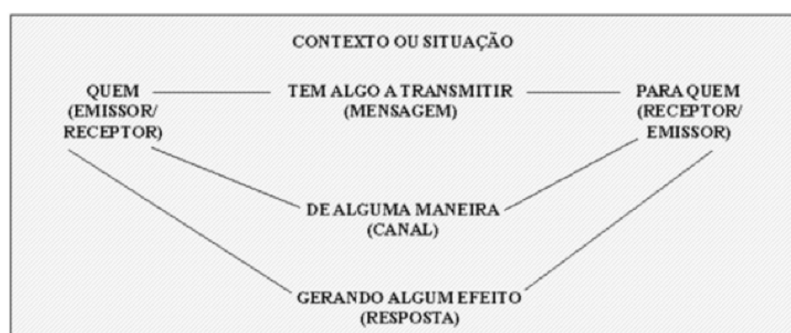 CONTEXTO OU SITUAÇÃO
QUEM
(EMISSOR/
RECEPTOR)
TEM ALGO A TRANSMITIR
(MENSAGEM)
PARA QUEM
(RECEPTOR/
EMISSOR)
DE ALGUMA MANEIRA
(CANAL)
GERANDO ALGUM EFEITO
(RESPOSTA)